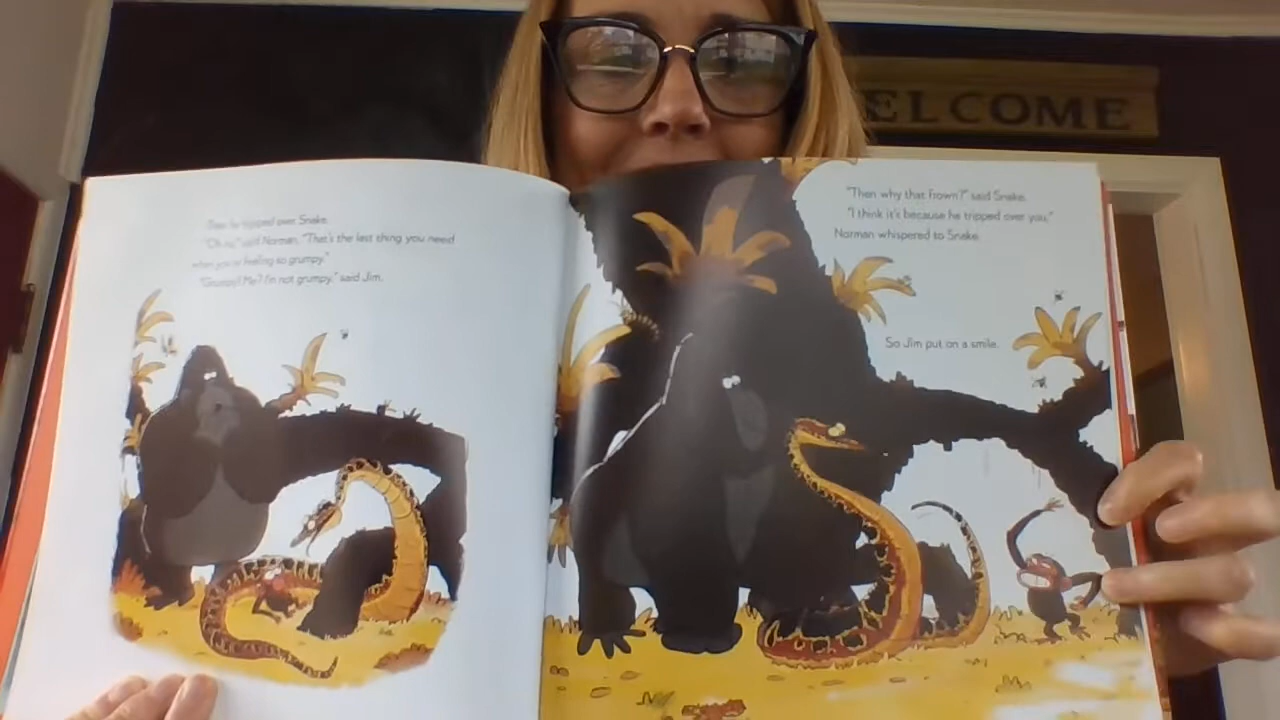 Then he tripped over Snake.
"Oh no," said Norman. "That's the last thing you need
when you're feeling so grumpy."
"Grumpy? Me? I'm not grumpy," said Jim.
"Then why that frown?" said Snake.
"I think it's because he tripped over you,"
Norman whispered to Snake.
So Jim put on a smile.
ELCOME